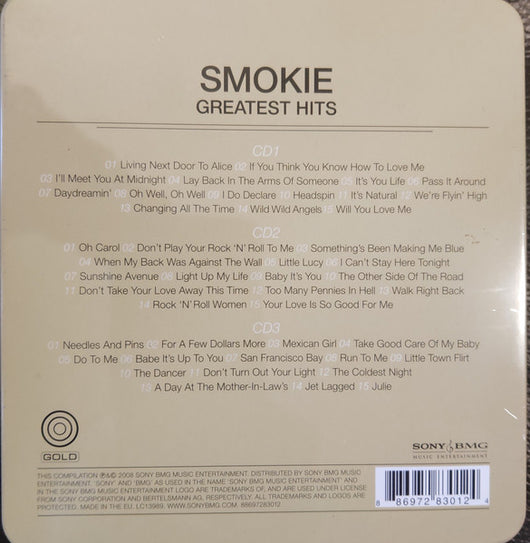 SMOKIE
GREATEST HITS
CD1
01 Living Next Door To Alice 02 If You Think You Know How To Love Me
03 I'll Meet You At Midnight 04 Lay Back In The Arms Of Someone 05 It's You Life 06 Pass It Around
07 Daydreamin' 08 Oh Well, Oh Well 09 I Do Declare 10 Headspin 11 It's Natural 12 We're Flyin' High
13 Changing All The Time 14 Wild Wild Angels 15 Will You Love Me
CD2
01 Oh Carol 02 Don't Play Your Rock 'N' Roll To Me 03 Something's Been Making Me Blue
04 When My Back Was Against The Wall 05 Little Lucy 06 I Can't Stay Here Tonight
07 Sunshine Avenue 08 Light Up My Life 09 Baby It's You 10 The Other Side Of The Road
11 Don't Take Your Love Away This Time 12 Too Many Pennies In Hell 13 Walk Right Back
14 Rock 'N' Roll Women 15 Your Love Is So Good For Me
CD3
01 Needles And Pins 02 For A Few Dollars More 03 Mexican Girl 04 Take Good Care Of My Baby
05 Do To Me 06 Babe It's Up To You 07 San Francisco Bay 08 Run To Me 09 Little Town Flirt
10 The Dancer 11 Don't Turn Out Your Light 12 The Coldest Night
13 A Day At The Mother-In-Law's 14 Jet Lagged 15 Julie
GOLD
SONY BMG
MUSIC ENTERTAINMENT
THIS COMPILATION ℗&© 2008 SONY BMG MUSIC ENTERTAINMENT. DISTRIBUTED BY SONY BMG MUSIC
ENTERTAINMENT. 'SONY' AND 'BMG' AS USED IN THE NAME 'SONY BMG MUSIC ENTERTAINMENT' AND
IN THE SONY BMG MUSIC ENTERTAINMENT LOGO ARE TRADEMARKS OF, AND ARE USED UNDER LICENSE
FROM SONY CORPORATION AND BERTELSMANN AG, RESPECTIVELY. ALL TRADEMARKS AND LOGOS ARE
PROTECTED. MADE IN THE EU. LC13989. WWW.SONYBMG.COM 88697283012
8 86972 83012 4